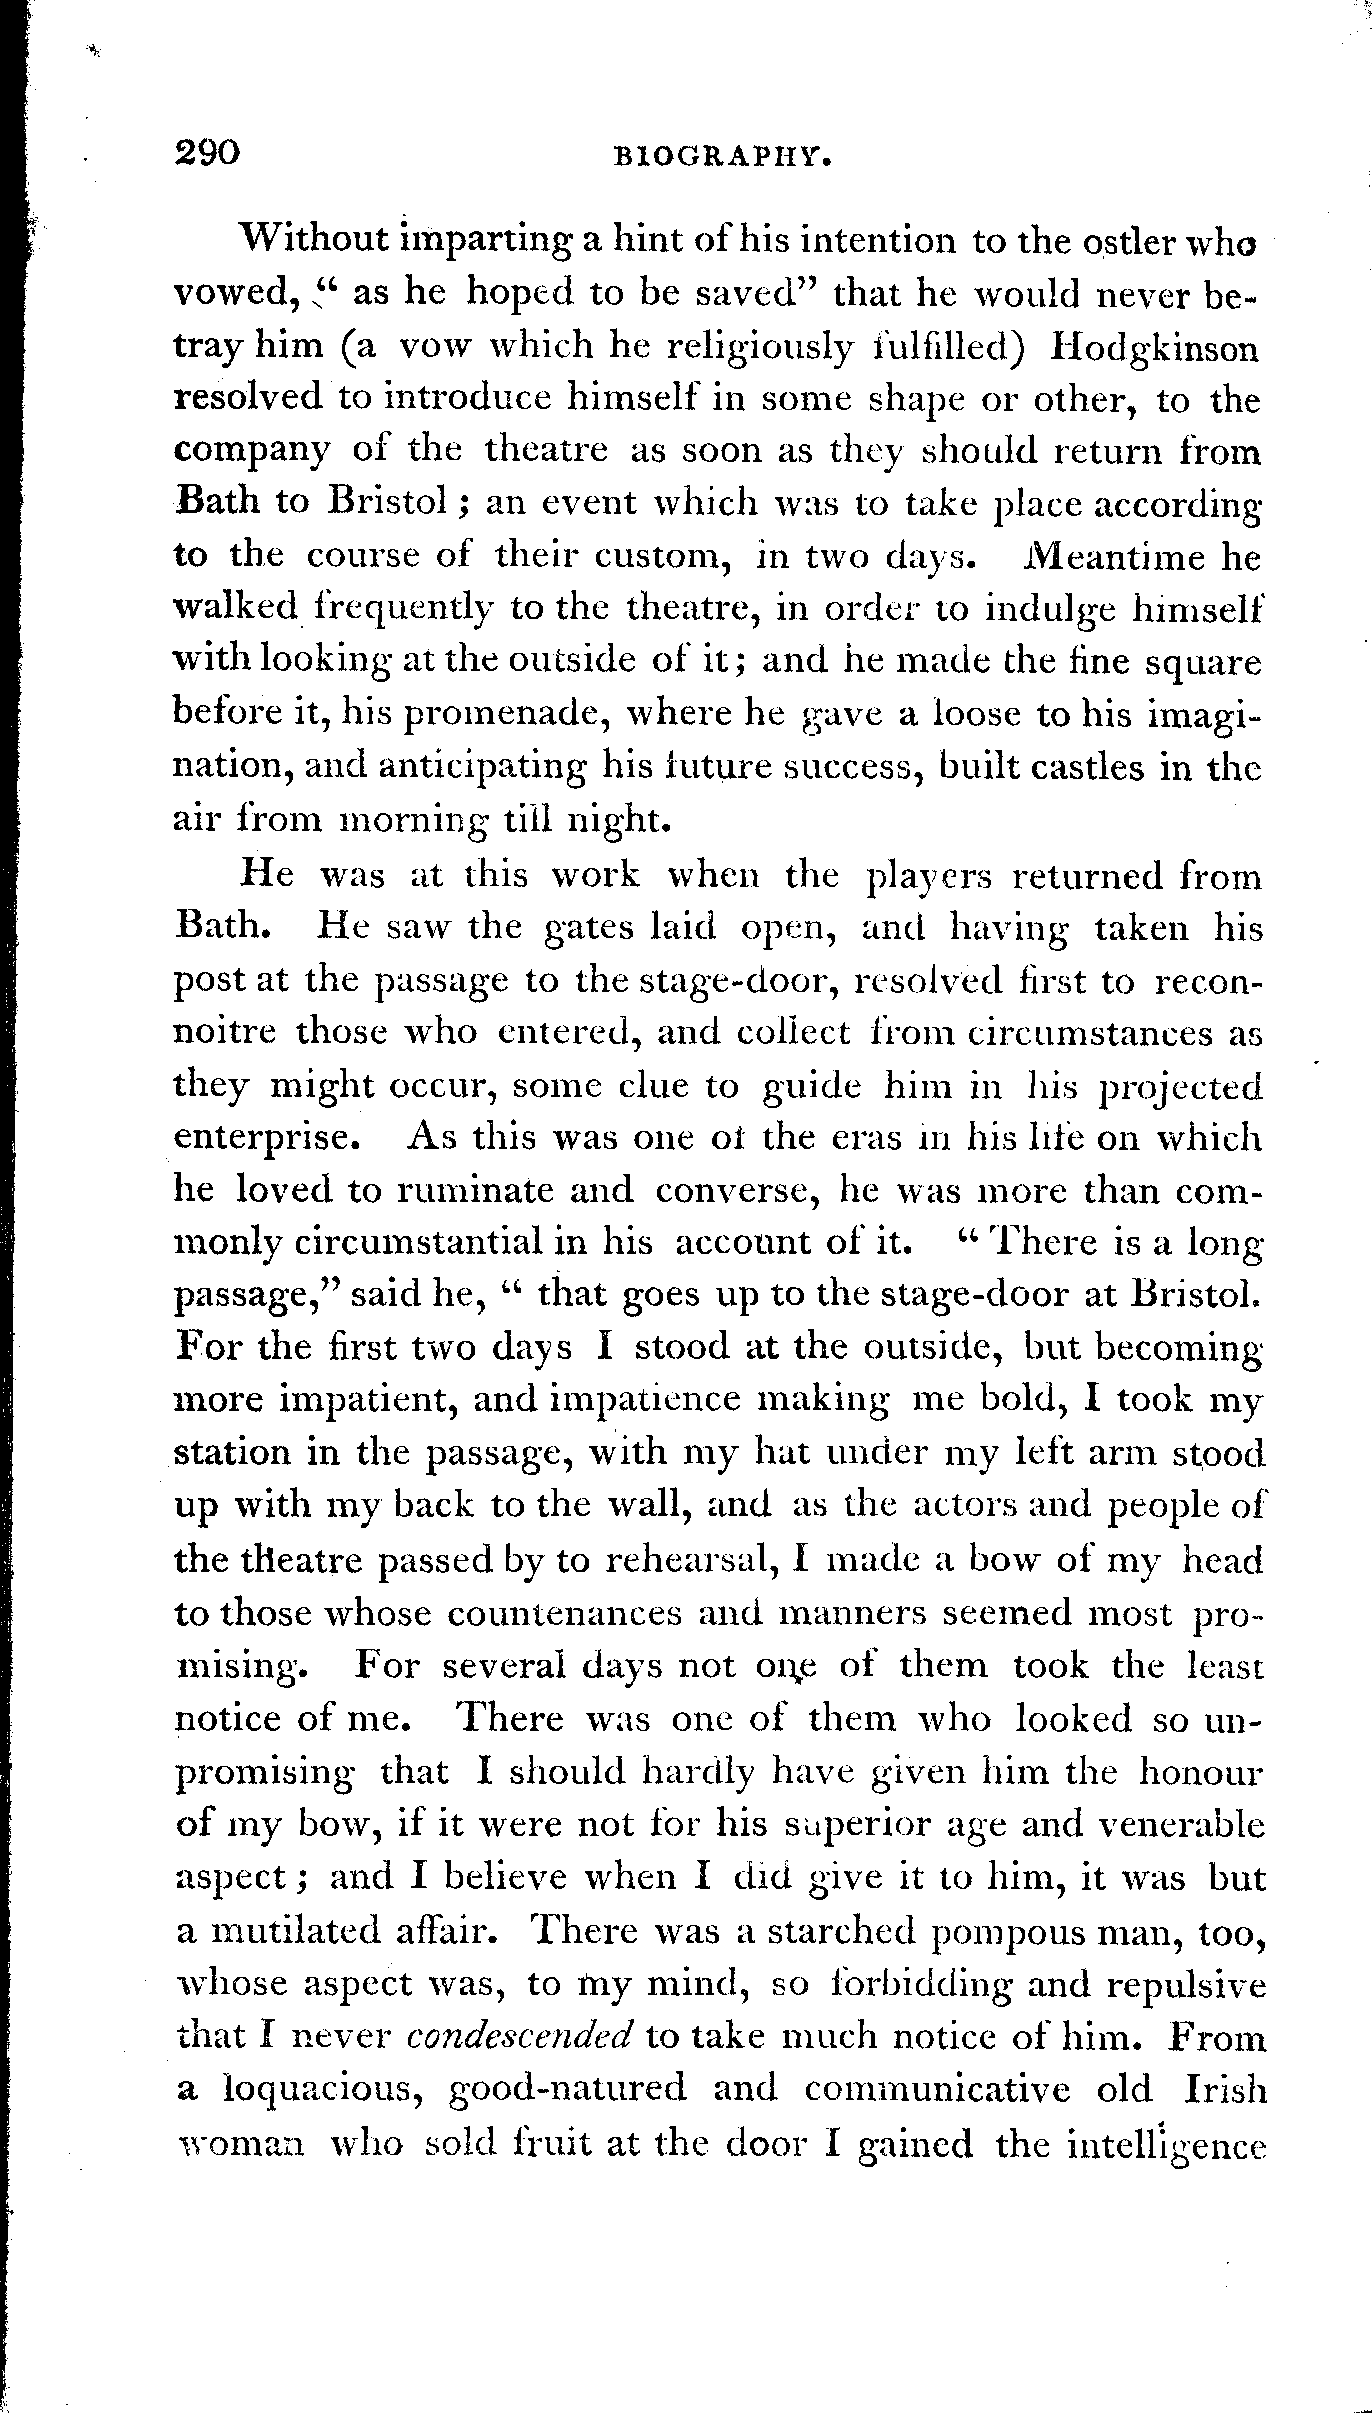 290 BIOGRAPHY.
Without imparting a hint of his intention to the ostler who
vowed, “ as he hoped to be saved” that he would never be-
tray him (a vow which he religiously fulfilled) Hodgkinson
resolved to introduce himself in some shape or other, to the
company of the theatre as soon as they should return from
Bath to Bristol ; an event which was to take place according
to the course of their custom, in two days. Meantime he
walked frequently to the theatre, in order to indulge himself
with looking at the outside of it; and he made the fine square
before it, his promenade, where he gave a loose to his imagi-
nation, and anticipating his future success, built castles in the
air from morning till night.
He was at this work when the players returned from
Bath. He saw the gates laid open, and having taken his
post at the passage to the stage-door, resolved first to recon-
noitre those who entered, and collect from circumstances as
they might occur, some clue to guide him in his projected
enterprise. As this was one of the eras in his life on which
he loved to ruminate and converse, he was more than com-
monly circumstantial in his account of it. “ There is a long
passage,” said he, “ that goes up to the stage-door at Bristol.
For the first two days I stood at the outside, but becoming
more impatient, and impatience making me bold, I took my
station in the passage, with my hat under my left arm stood
up with my back to the wall, and as the actors and people of
the theatre passed by to rehearsal, I made a bow of my head
to those whose countenances and manners seemed most pro-
mising. For several days not one of them took the least
notice of me. There was one of them who looked so un-
promising that I should hardly have given him the honour
of my bow, if it were not for his superior age and venerable
aspect ; and I believe when I did give it to him, it was but
a mutilated affair. There was a starched pompous man, too,
whose aspect was, to my mind, so forbidding and repulsive
that I never condescended to take much notice of him. From
a loquacious, good-natured and communicative old Irish
woman who sold fruit at the door I gained the intelligence